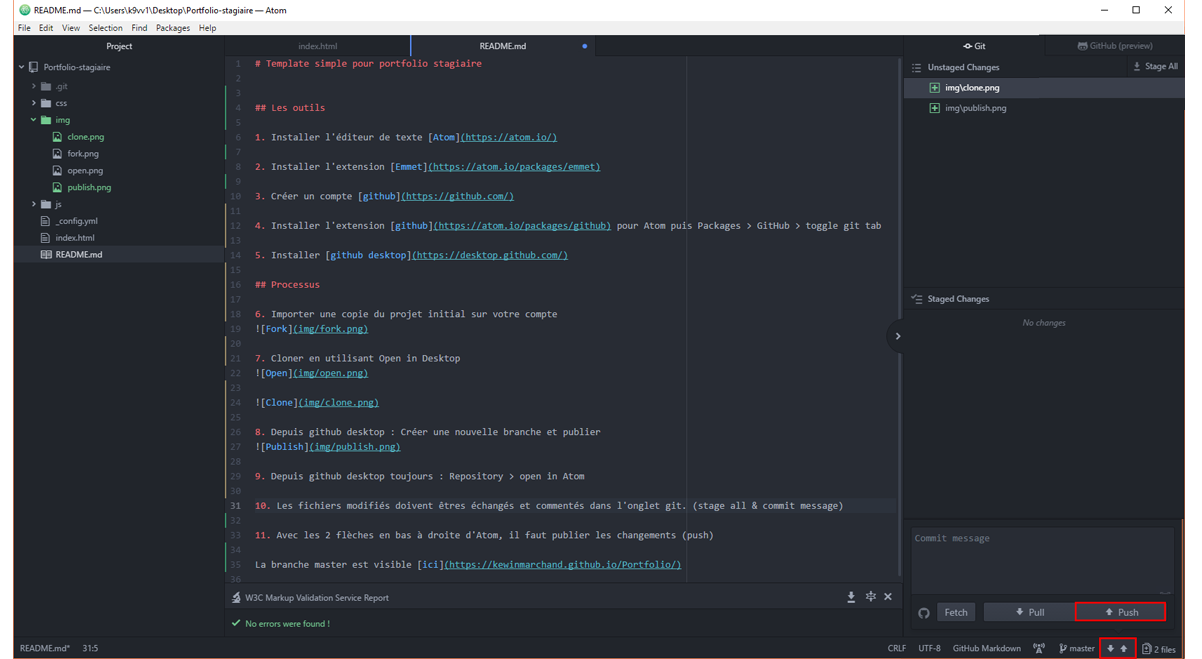 README.md — C:\Users\k9vv1\Desktop\Portfolio-stagiaire — Atom
File Edit View Selection Find Packages Help
Project
Portfolio-stagiaire
.git
css
img
clone.png
fork.png
open.png
publish.png
js
_config.yml
index.html
README.md
index.html
README.md
1 # Template simple pour portfolio stagiaire
2
3
4 ## Les outils
5
6 1. Installer l'éditeur de texte [Atom](https://atom.io/)
7
8 2. Installer l'extension [Emmet](https://atom.io/packages/emmet)
9
10 3. Créer un compte [github](https://github.com/)
11
12 4. Installer l'extension [github](https://atom.io/packages/github) pour Atom puis Packages > GitHub > toggle git tab
13
14 5. Installer [github desktop](https://desktop.github.com/)
15
16 ## Processus
17
18 6. Importer une copie du projet initial sur votre compte
19 ![Fork](img/fork.png)
20
21 7. Cloner en utilisant Open in Desktop
22 ![Open](img/open.png)
23
24 ![Clone](img/clone.png)
25
26 8. Depuis github desktop : Créer une nouvelle branche et publier
27 ![Publish](img/publish.png)
28
29 9. Depuis github desktop toujours : Repository > open in Atom
30
31 10. Les fichiers modifiés doivent êtres échangés et commentés dans l'onglet git. (stage all & commit message)
32
33 11. Avec les 2 flèches en bas à droite d'Atom, il faut publier les changements (push)
34
35 La branche master est visible [ici](https://kewinmarchand.github.io/Portfolio/)
36
W3C Markup Validation Service Report
No errors were found !
Git
GitHub (preview)
Unstaged Changes
Stage All
img\clone.png
img\publish.png
Staged Changes
No changes
Commit message
Fetch
Pull
Push
README.md* 31:5
CRLF UTF-8 GitHub Markdown master 2 files